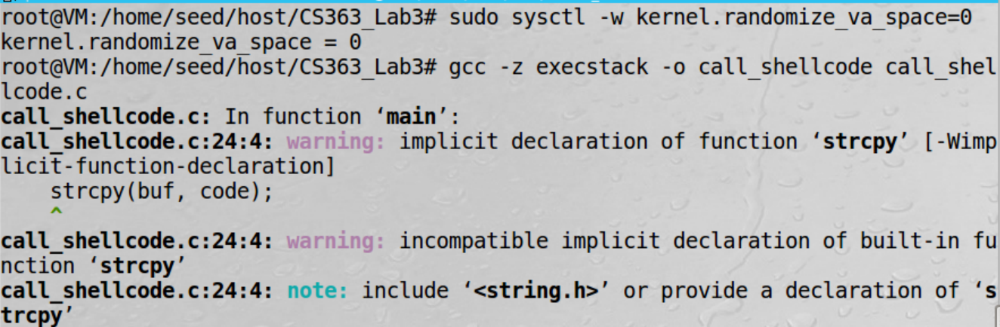 root@VM:/home/seed/host/CS363_Lab3# sudo sysctl -w kernel.randomize_va_space=0
kernel.randomize_va_space = 0
root@VM:/home/seed/host/CS363_Lab3# gcc -z execstack -o call_shellcode call_shel
lcode.c
call_shellcode.c: In function ‘main’:
call_shellcode.c:24:4: warning: implicit declaration of function ‘strcpy’ [-Wimp
licit-function-declaration]
    strcpy(buf, code);
    ^
call_shellcode.c:24:4: warning: incompatible implicit declaration of built-in fu
nction ‘strcpy’
call_shellcode.c:24:4: note: include ‘<string.h>’ or provide a declaration of ‘s
trcpy’